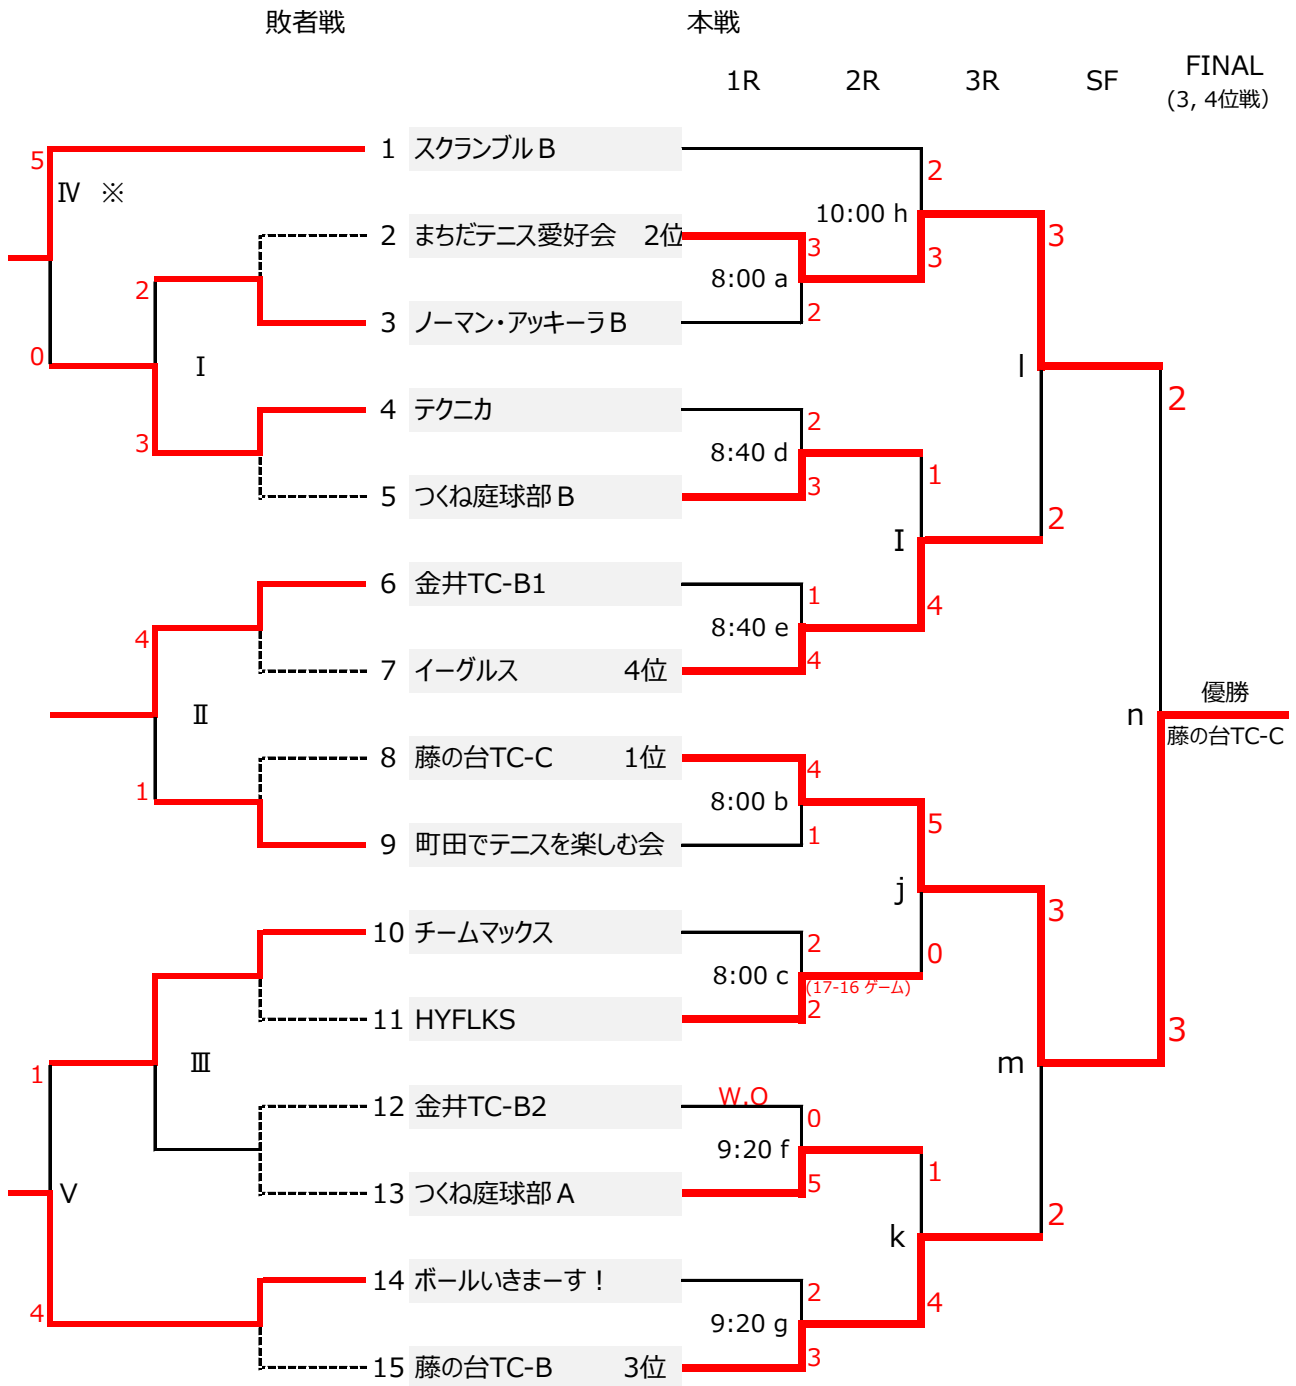 敗者戦 本戦
1R 2R 3R SF FINAL
(3, 4位戦)
1 スクランブルB
5 2
Ⅳ ※
10:00 h
2 まちだテニス愛好会 2位
3 3 3
8:00 a
2 2
3 ノーマン・アッキーラB
0 Ⅰ l
2
4 テクニカ
2
3 8:40 d 1
3
5 つくね庭球部B
2
I
6 金井TC-B1
1 4
4 8:40 e
4
7 イーグルス 4位
優勝
Ⅱ n
藤の台TC-C
8 藤の台TC-C 1位
4
1 8:00 b 5
1
9 町田でテニスを楽しむ会
j
3
10 チームマックス
2 0
8:00 c
(17-16 ゲーム)
2
11 HYFLKS
3
1 Ⅲ m
W.O
12 金井TC-B2
0
9:20 f 1
5
V
13 つくね庭球部A
2
k
14 ボールいきまーす!
2 4
4 9:20 g
3
15 藤の台TC-B 3位